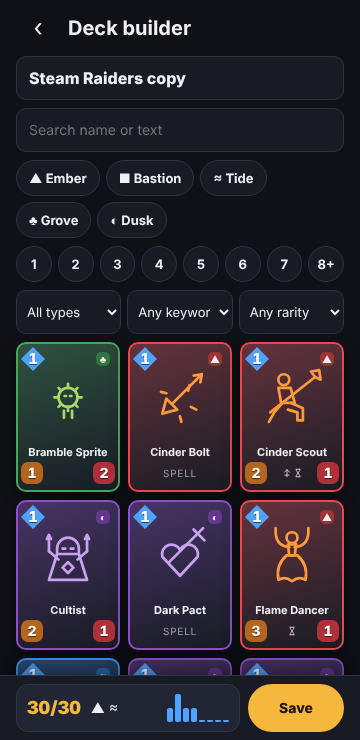 Deck builder
Steam Raiders copy
Search name or text
Ember Bastion Tide
Grove Dusk
1 2 3 4 5 6 7 8+
All types Any keywor Any rarity
1 1 1
Bramble Sprite Cinder Bolt Cinder Scout
1 2 SPELL 2 1
1 1 1
Cultist Dark Pact Flame Dancer
2 1 SPELL 3 1
1 1 1
30/30 Save